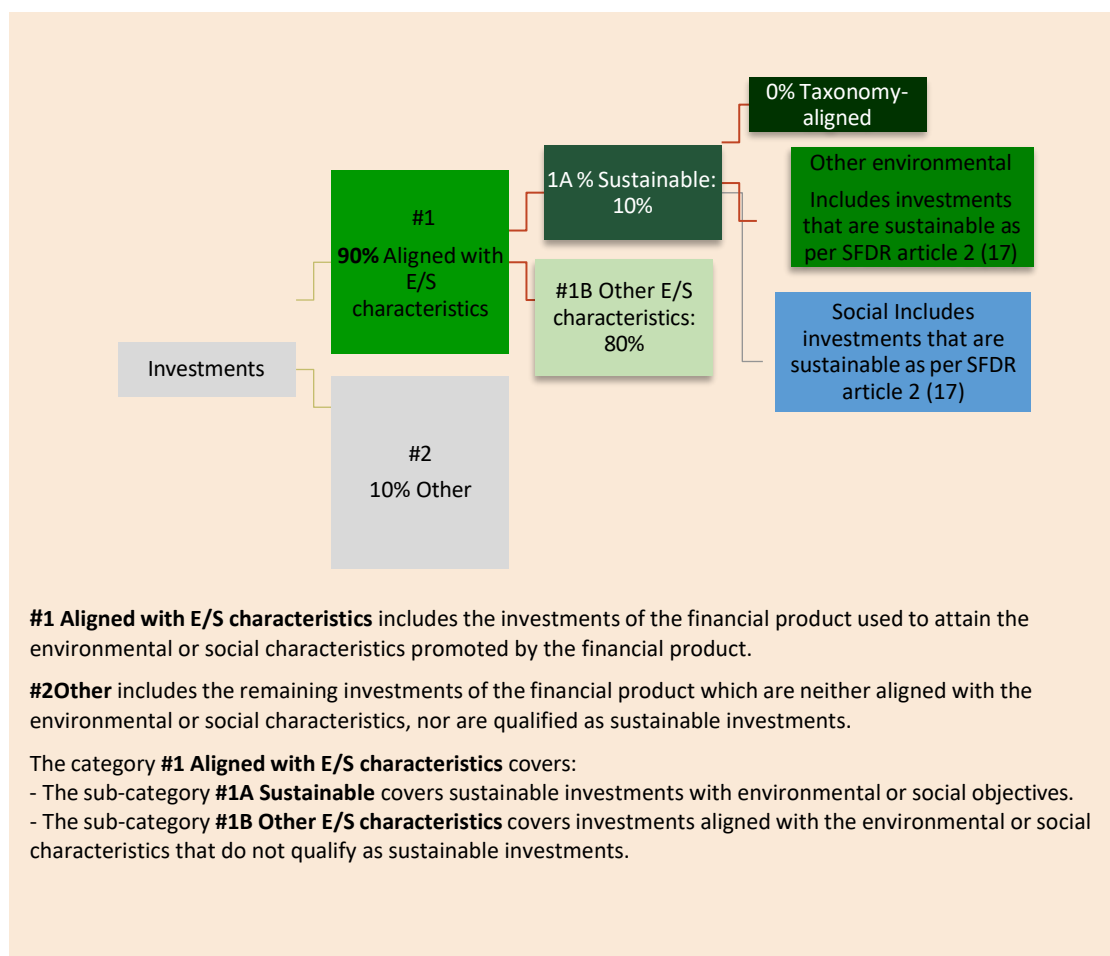 0% Taxonomy-
aligned
Other environmental
Includes investments
that are sustainable as
per SFDR article 2 (17)
1A % Sustainable:
10%
#1
90% Aligned with
E/S
characteristics
#1B Other E/S
characteristics:
80%
Social Includes
investments that are
sustainable as per SFDR
article 2 (17)
Investments
#2
10% Other
#1 Aligned with E/S characteristics includes the investments of the financial product used to attain the
environmental or social characteristics promoted by the financial product.
#2Other includes the remaining investments of the financial product which are neither aligned with the
environmental or social characteristics, nor are qualified as sustainable investments.
The category #1 Aligned with E/S characteristics covers:
- The sub-category #1A Sustainable covers sustainable investments with environmental or social objectives.
- The sub-category #1B Other E/S characteristics covers investments aligned with the environmental or social
characteristics that do not qualify as sustainable investments.